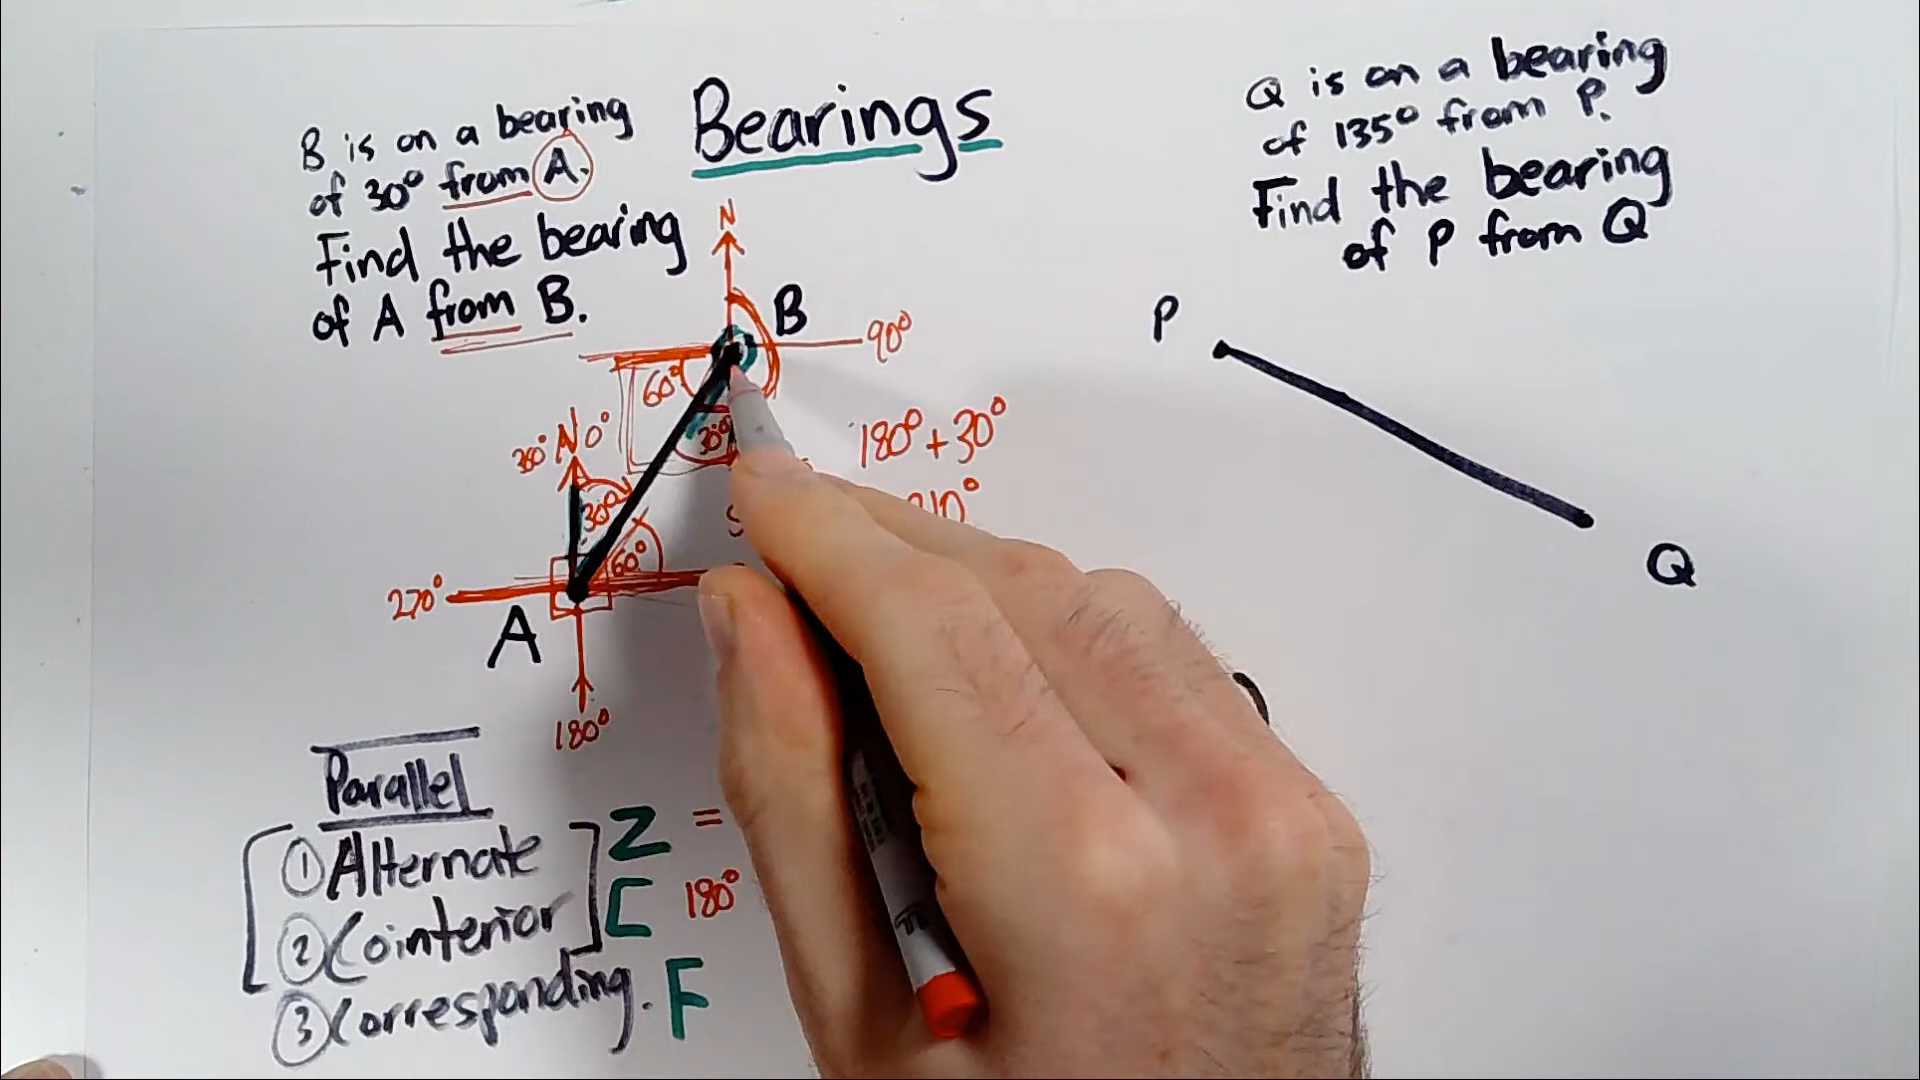 Bearings
B is on a bearing
of 30° from A.
Find the bearing
of A from B.
N
B
90°
60°
30°
180° + 30°
210°
360° N 0°
30°
60°
270°
A
180°
Parallel
① Alternate Z =
② Cointerior C 180°
③ Corresponding. F
Q is on a bearing
of 135° from P.
Find the bearing
of P from Q
P
Q